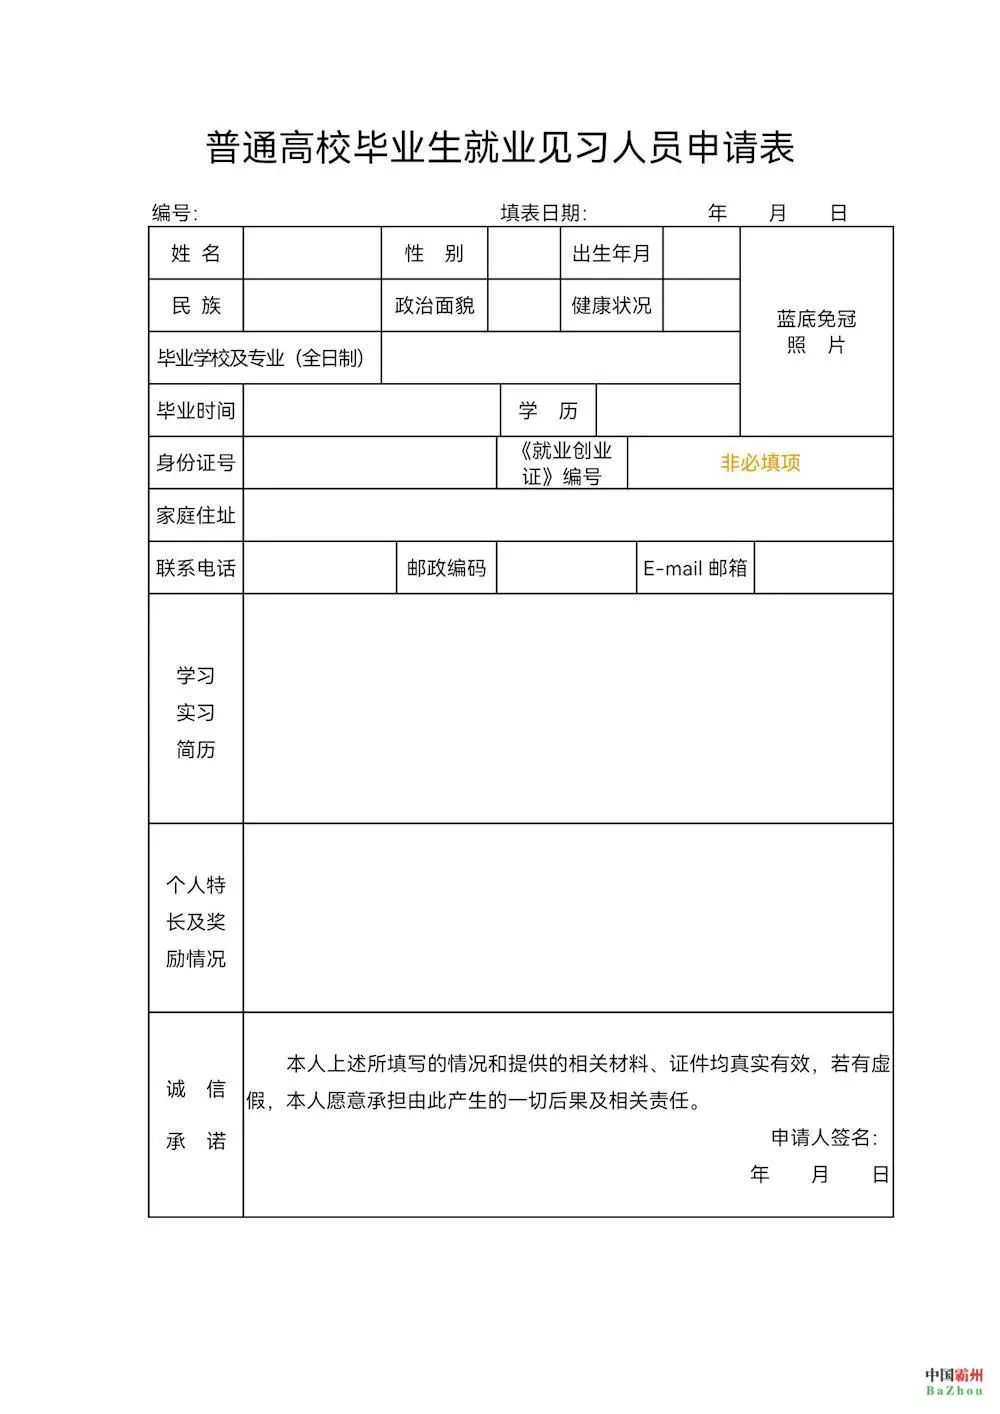 普通高校毕业生就业见习人员申请表
编号： 填表日期： 年 月 日
姓 名 性 别 出生年月
民 族 政治面貌 健康状况
蓝底免冠
照 片
毕业学校及专业（全日制）
毕业时间 学 历
身份证号 《就业创业
证》编号 非必填项
家庭住址
联系电话 邮政编码 E-mail 邮箱
学习
实习
简历
个人特
长及奖
励情况
诚 信
承 诺
本人上述所填写的情况和提供的相关材料、证件均真实有效，若有虚
假，本人愿意承担由此产生的一切后果及相关责任。
申请人签名：
年 月 日
中国霸州
BaZhou